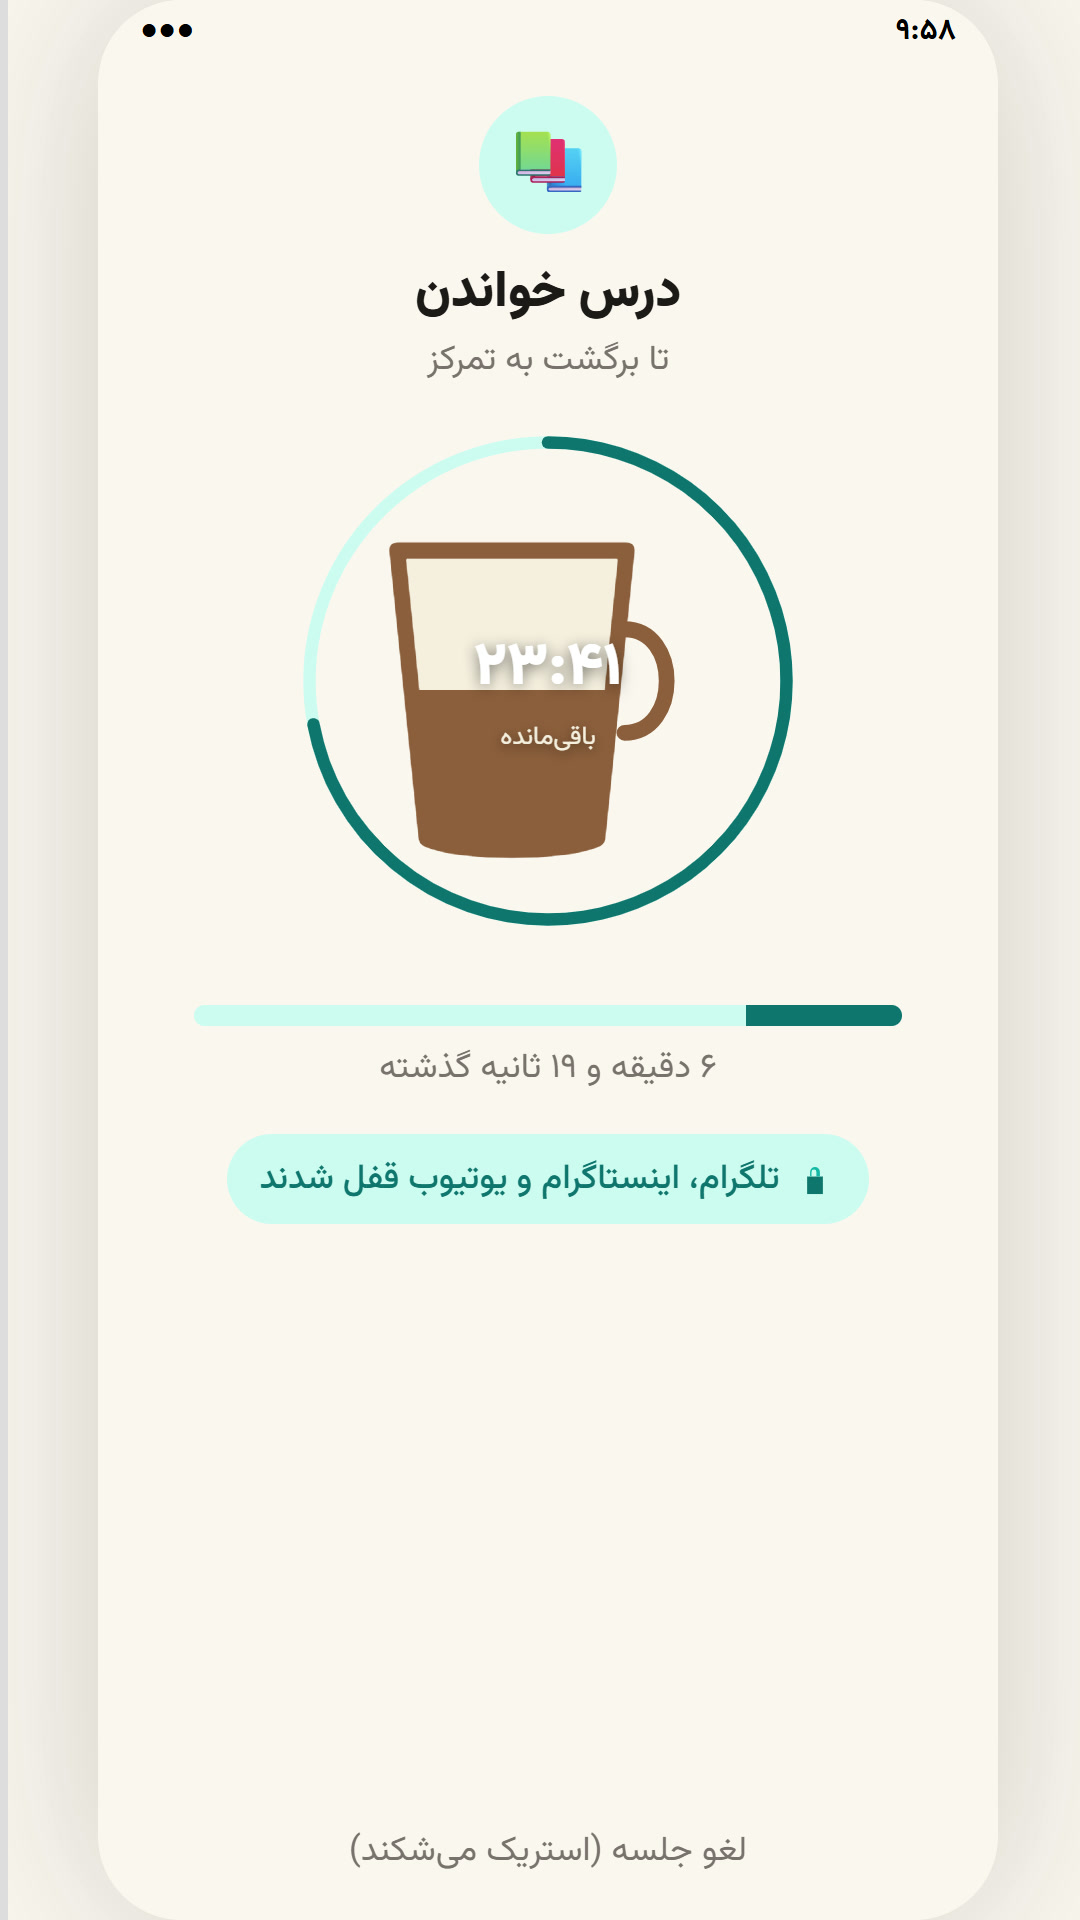 ۹:۵۸
درس خواندن
تا برگشت به تمرکز
۲۳:۴۱
باقی‌مانده
۶ دقیقه و ۱۹ ثانیه گذشته
تلگرام، اینستاگرام و یوتیوب قفل شدند
لغو جلسه (استریک می‌شکند)